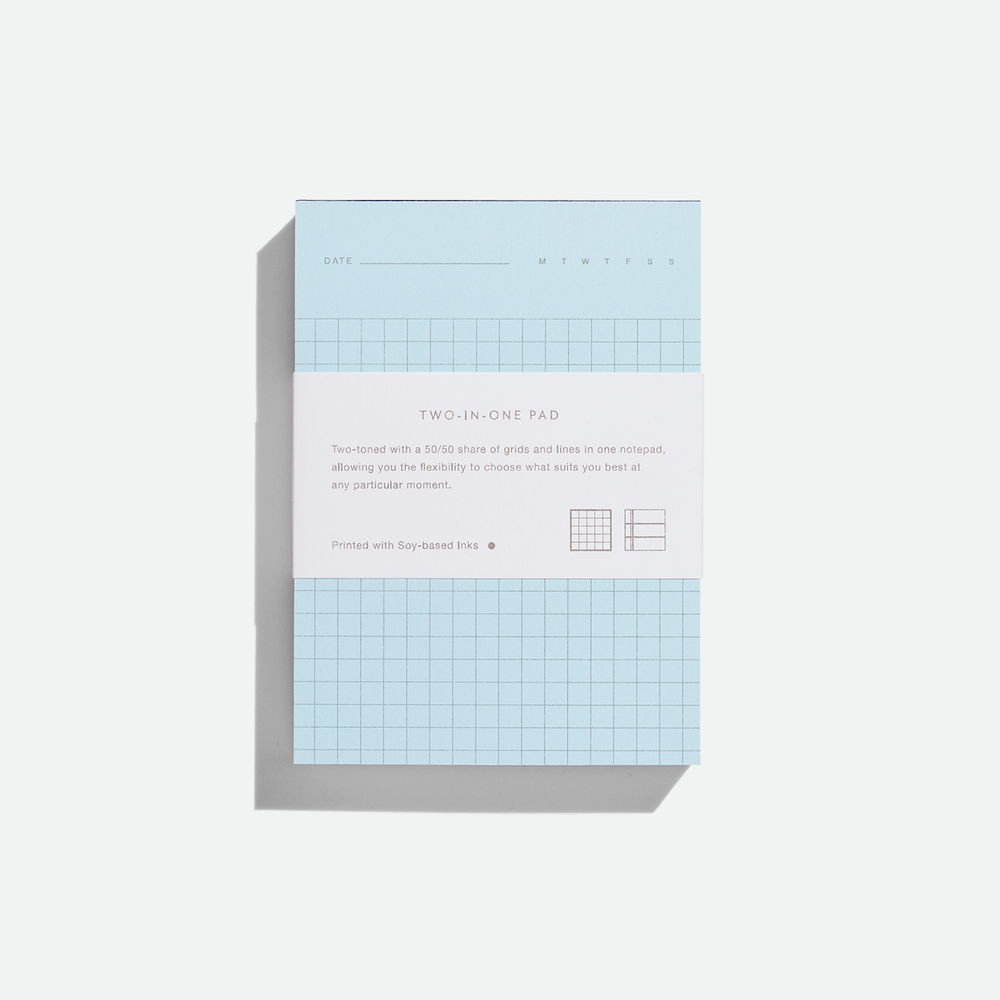 DATE M T W T F S S
TWO-IN-ONE PAD
Two-toned with a 50/50 share of grids and lines in one notepad,
allowing you the flexibility to choose what suits you best at
any particular moment.
Printed with Soy-based Inks